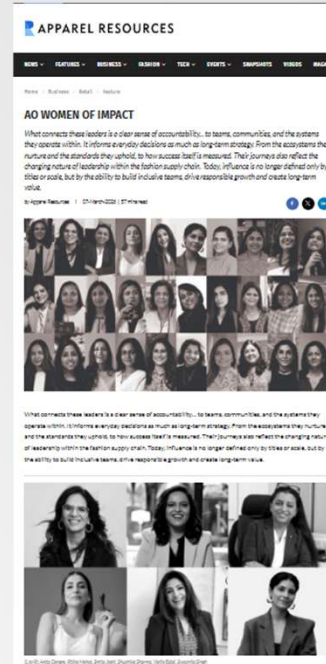 APPAREL RESOURCES
NEWS FEATURES BUSINESS FASHION TECH EVENTS SNAPSHOTS VIDEOS MAGA
Home Business Retail Feature
AO WOMEN OF IMPACT
What connects these leaders is a clear sense of accountability... to teams, communities, and the systems
they operate within. It informs everyday decisions as much as long-term strategy. From the ecosystems they
nurture and the standards they uphold, to how success itself is measured. Their journeys also reflect the
changing nature of leadership within the fashion supply chain. Today, influence is no longer defined only by
titles or scale, but by the ability to build inclusive teams, drive responsible growth and create long-term
value.
by Apparel Resources | 07-March-2026 | 57 mins read
What connects these leaders is a clear sense of accountability... to teams, communities, and the systems they
operate within. It informs everyday decisions as much as long-term strategy. From the ecosystems they nurture
and the standards they uphold, to how success itself is measured. Their journeys also reflect the changing natur
of leadership within the fashion supply chain. Today, influence is no longer defined only by titles or scale, but by
the ability to build inclusive teams, drive responsible growth and create long-term value.